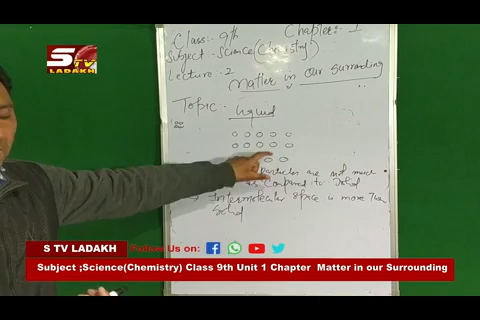 Class:- 9th Chapter:- 1
Subject :- Science (Chemistry)
Lecture :- 2
Matter in Our Surrounding
Topic:- Liquid
particles are not much
as compared to Solid
→ Intermolecular space is more than
Solid
S TV
LADAKH
S TV LADAKH Follow Us on:
Subject ;Science(Chemistry) Class 9th Unit 1 Chapter Matter in our Surrounding